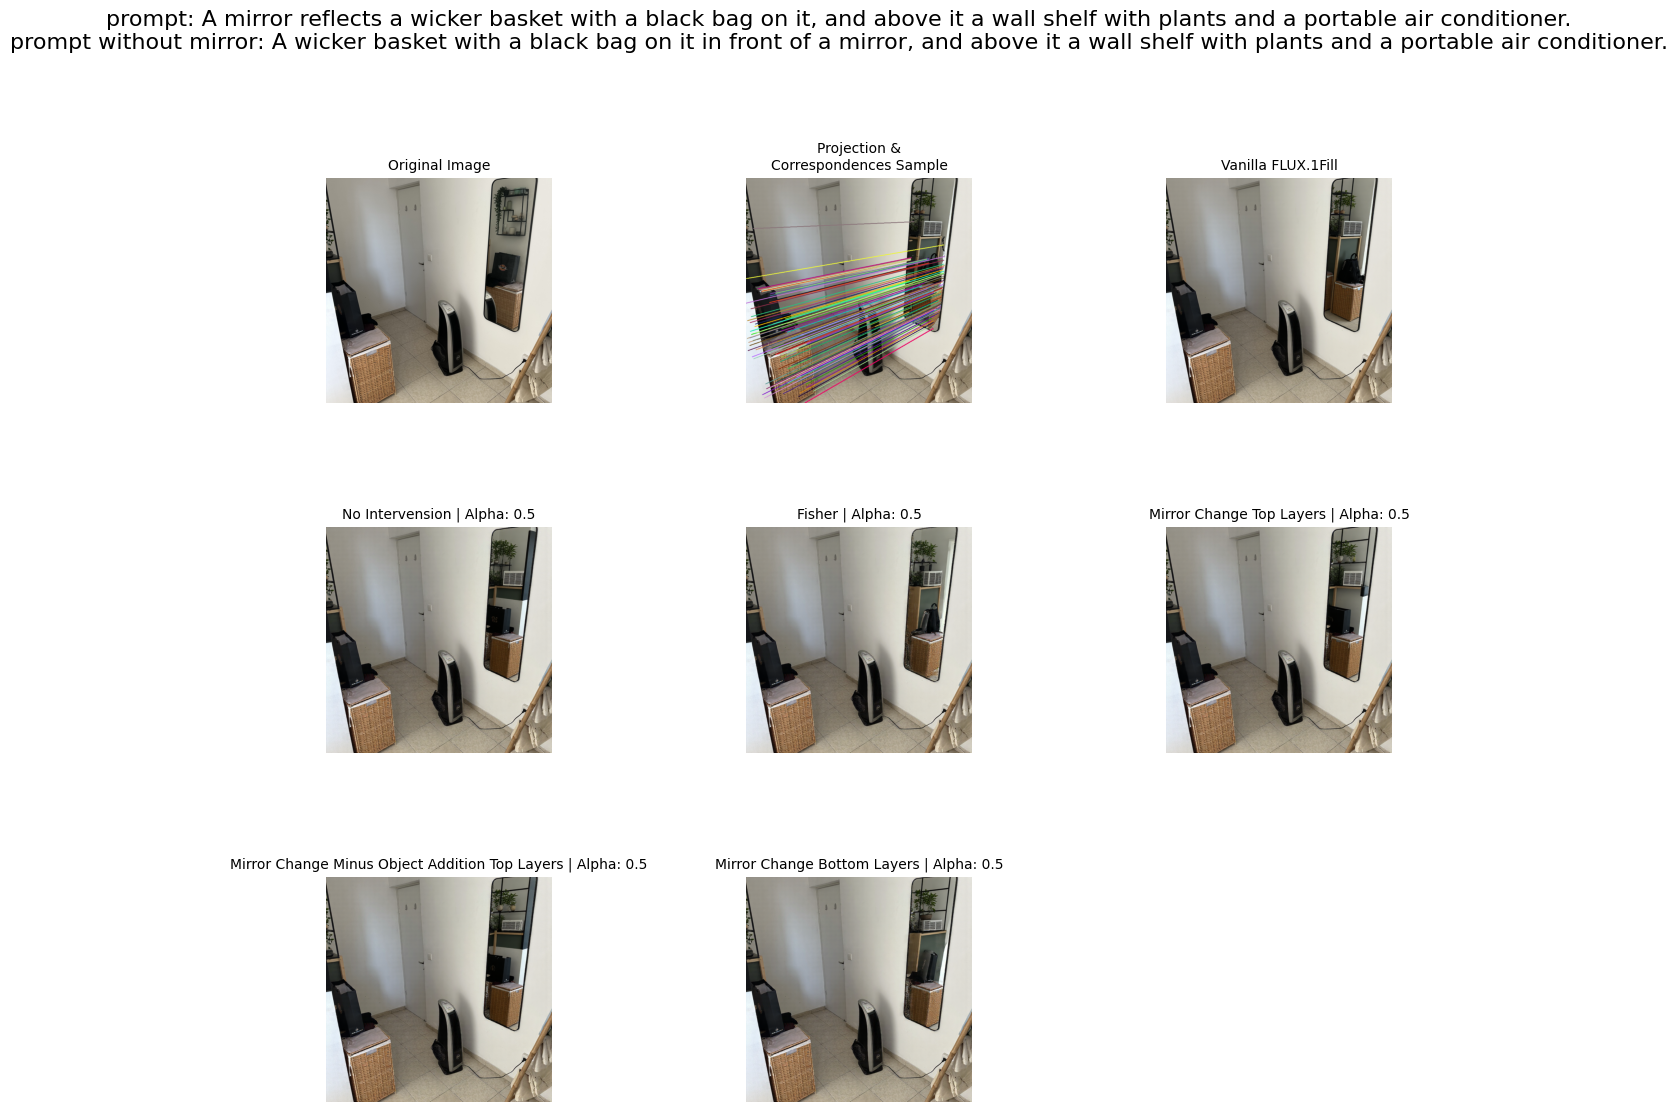 prompt: A mirror reflects a wicker basket with a black bag on it, and above it a wall shelf with plants and a portable air conditioner.
prompt without mirror: A wicker basket with a black bag on it in front of a mirror, and above it a wall shelf with plants and a portable air conditioner.
Original Image
Projection &
Correspondences Sample
Vanilla FLUX.1Fill
No Intervension | Alpha: 0.5
Fisher | Alpha: 0.5
Mirror Change Top Layers | Alpha: 0.5
Mirror Change Minus Object Addition Top Layers | Alpha: 0.5
Mirror Change Bottom Layers | Alpha: 0.5